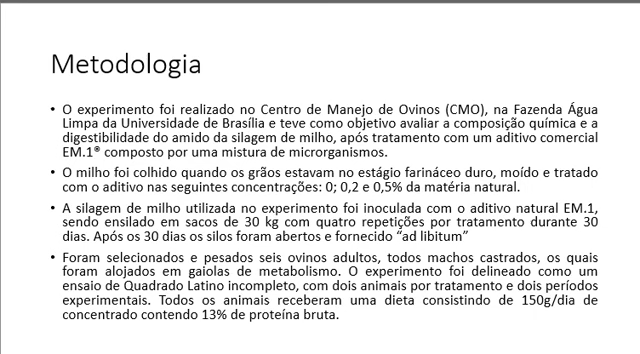 Metodologia
• O experimento foi realizado no Centro de Manejo de Ovinos (CMO), na Fazenda Água
Limpa da Universidade de Brasília e teve como objetivo avaliar a composição química e a
digestibilidade do amido da silagem de milho, após tratamento com um aditivo comercial
EM.1® composto por uma mistura de microrganismos.
• O milho foi colhido quando os grãos estavam no estágio farináceo duro, moído e tratado
com o aditivo nas seguintes concentrações: 0; 0,2 e 0,5% da matéria natural.
• A silagem de milho utilizada no experimento foi inoculada com o aditivo natural EM.1,
sendo ensilado em sacos de 30 kg com quatro repetições por tratamento durante 30
dias. Após os 30 dias os silos foram abertos e fornecido “ad libitum”
• Foram selecionados e pesados seis ovinos adultos, todos machos castrados, os quais
foram alojados em gaiolas de metabolismo. O experimento foi delineado como um
ensaio de Quadrado Latino incompleto, com dois animais por tratamento e dois períodos
experimentais. Todos os animais receberam uma dieta consistindo de 150g/dia de
concentrado contendo 13% de proteína bruta.